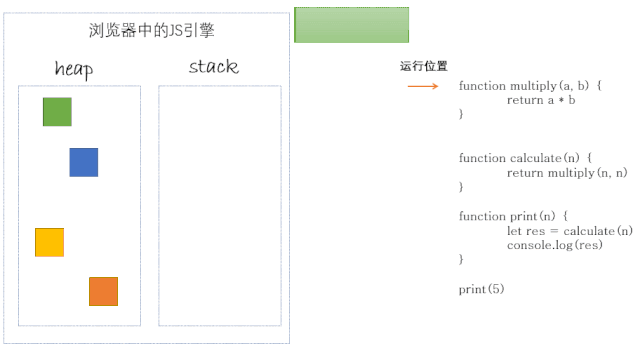 浏览器中的JS引擎
heap
stack
运行位置
function multiply(a, b) {
return a * b
}
function calculate(n) {
return multiply(n, n)
}
function print(n) {
let res = calculate(n)
console.log(res)
}
print(5)